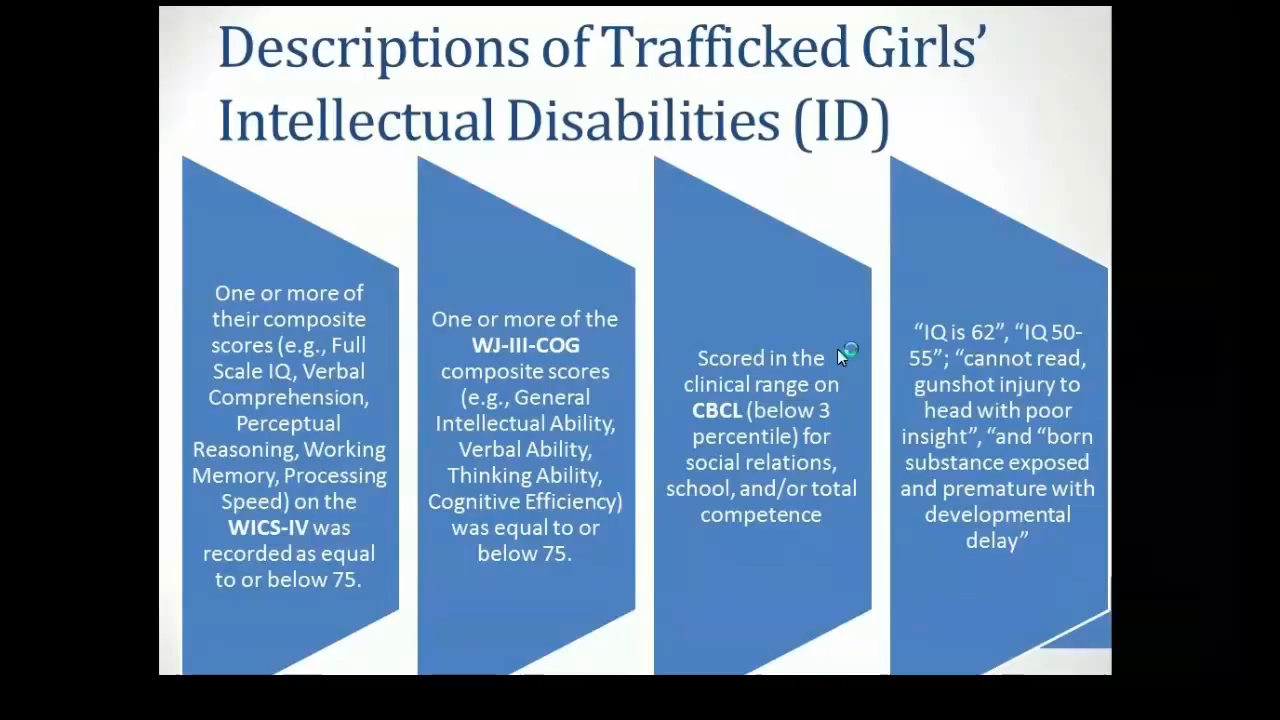 Descriptions of Trafficked Girls’
Intellectual Disabilities (ID)
One or more of
their composite
scores (e.g., Full
Scale IQ, Verbal
Comprehension,
Perceptual
Reasoning, Working
Memory, Processing
Speed) on the
WICS-IV was
recorded as equal
to or below 75.
One or more of the
WJ-III-COG
composite scores
(e.g., General
Intellectual Ability,
Verbal Ability,
Thinking Ability,
Cognitive Efficiency)
was equal to or
below 75.
Scored in the
clinical range on
CBCL (below 3
percentile) for
social relations,
school, and/or total
competence
“IQ is 62”, “IQ 50-
55”; “cannot read,
gunshot injury to
head with poor
insight”, “and “born
substance exposed
and premature with
developmental
delay”